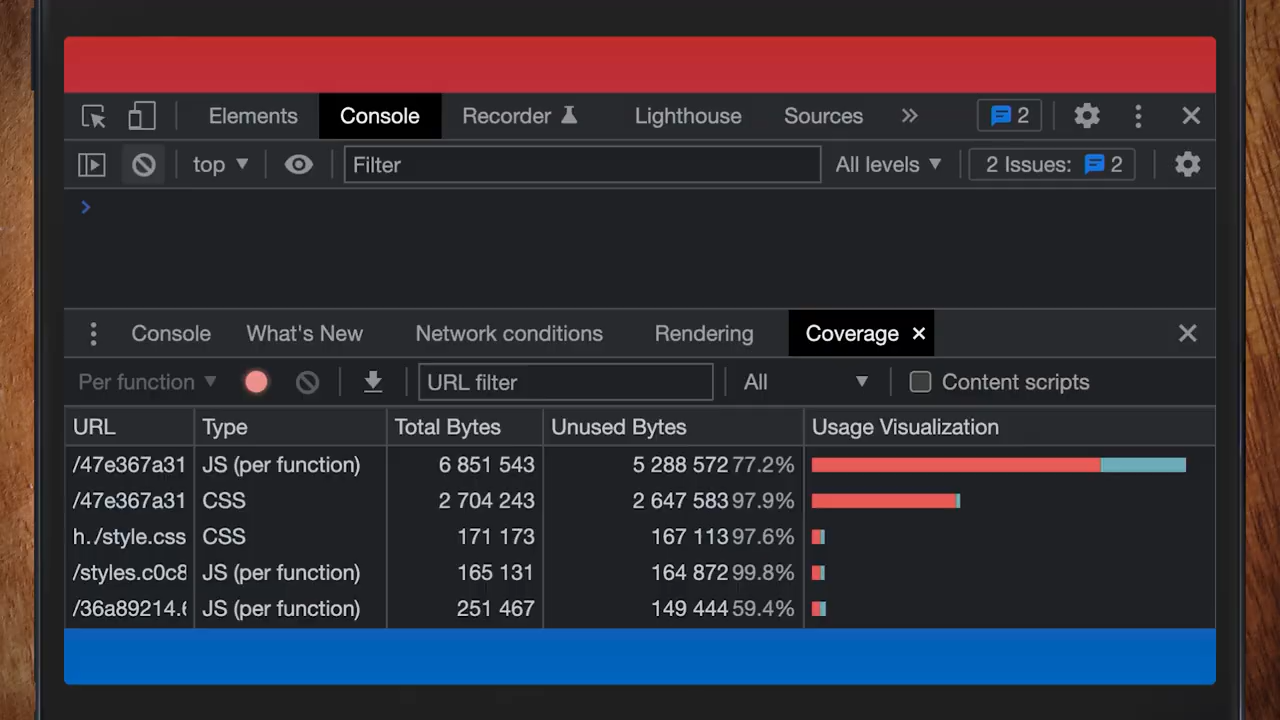 Elements Console Recorder Lighthouse Sources » 2
top ▼ Filter All levels ▼ 2 Issues: 2
>
Console What's New Network conditions Rendering Coverage ×
Per function ▼ URL filter All ▼ Content scripts
URL Type Total Bytes Unused Bytes Usage Visualization
/47e367a31 JS (per function) 6 851 543 5 288 572 77.2%
/47e367a31 CSS 2 704 243 2 647 583 97.9%
h./style.css CSS 171 173 167 113 97.6%
/styles.c0c8 JS (per function) 165 131 164 872 99.8%
/36a89214.6 JS (per function) 251 467 149 444 59.4%